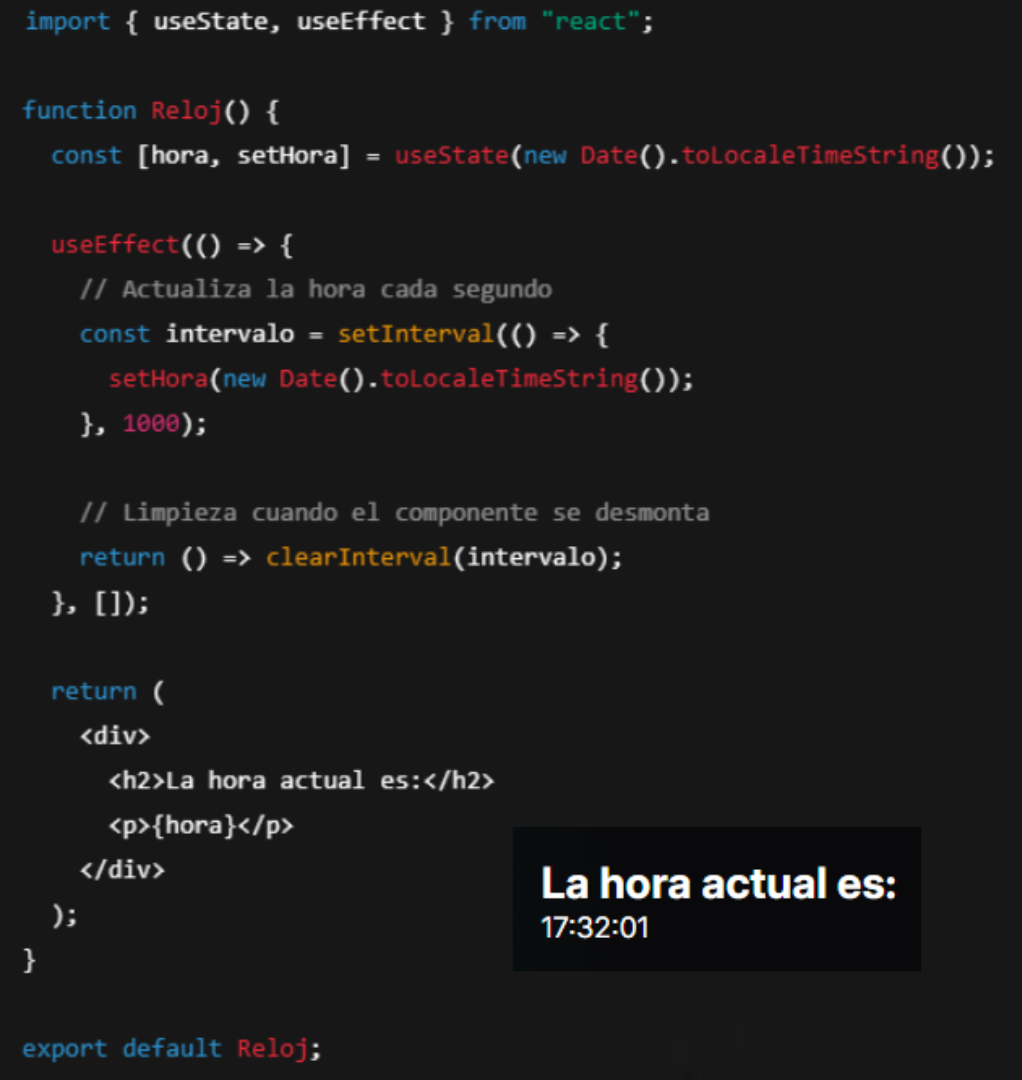 import { useState, useEffect } from "react";
function Reloj() {
const [hora, setHora] = useState(new Date().toLocaleTimeString());
useEffect(() => {
// Actualiza la hora cada segundo
const intervalo = setInterval(() => {
setHora(new Date().toLocaleTimeString());
}, 1000);
// Limpieza cuando el componente se desmonta
return () => clearInterval(intervalo);
}, []);
return (
<div>
<h2>La hora actual es:</h2>
<p>{hora}</p>
</div>
);
}
export default Reloj;
La hora actual es:
17:32:01